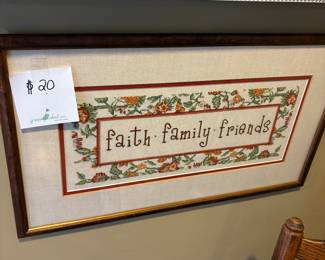 $20
faith · family · friends